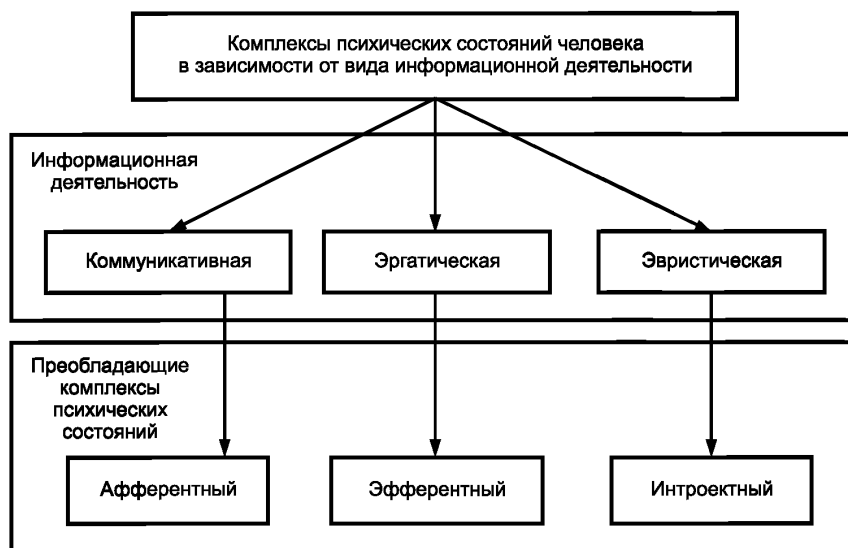 Комплексы психических состояний человека
в зависимости от вида информационной деятельности
Информационная
деятельность
Коммуникативная
Эргатическая
Эвристическая
Преобладающие
комплексы
психических
состояний
Афферентный
Эфферентный
Интроектный